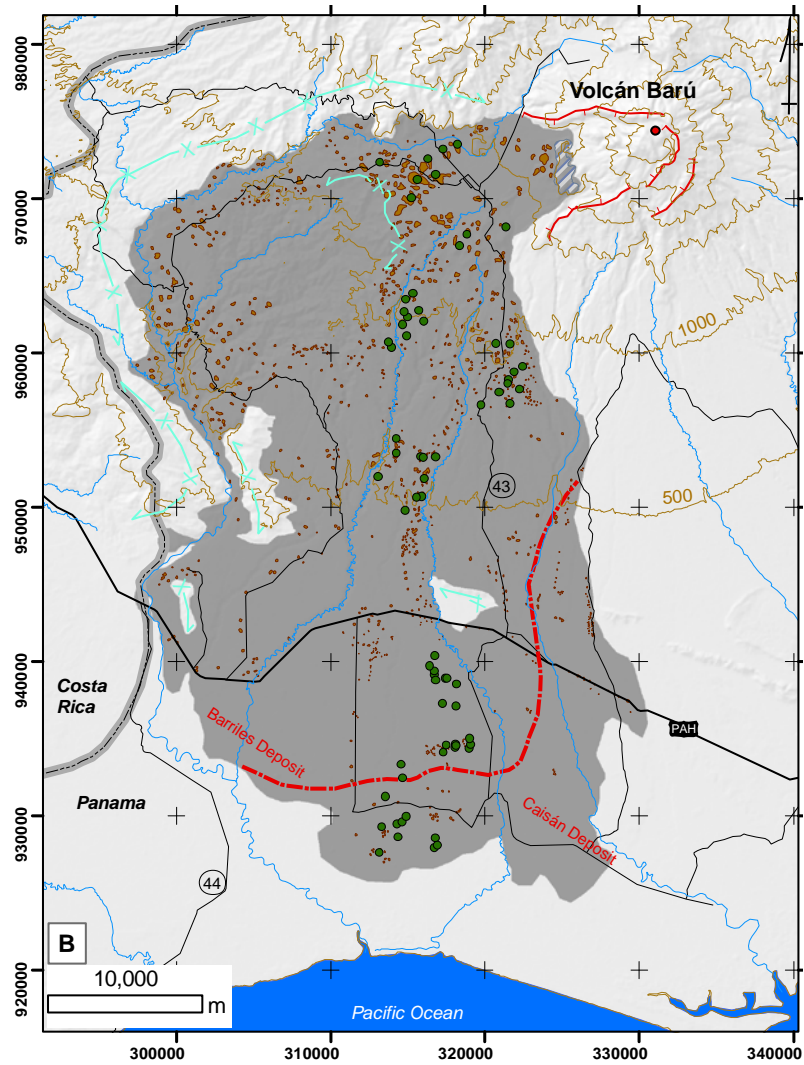 980000
970000
960000
950000
940000
930000
920000
Volcán Barú
1000
500
43
Costa
Rica
PAH
Barriles Deposit
Panama
Caisán Deposit
44
B
10,000
m
Pacific Ocean
300000
310000
320000
330000
340000